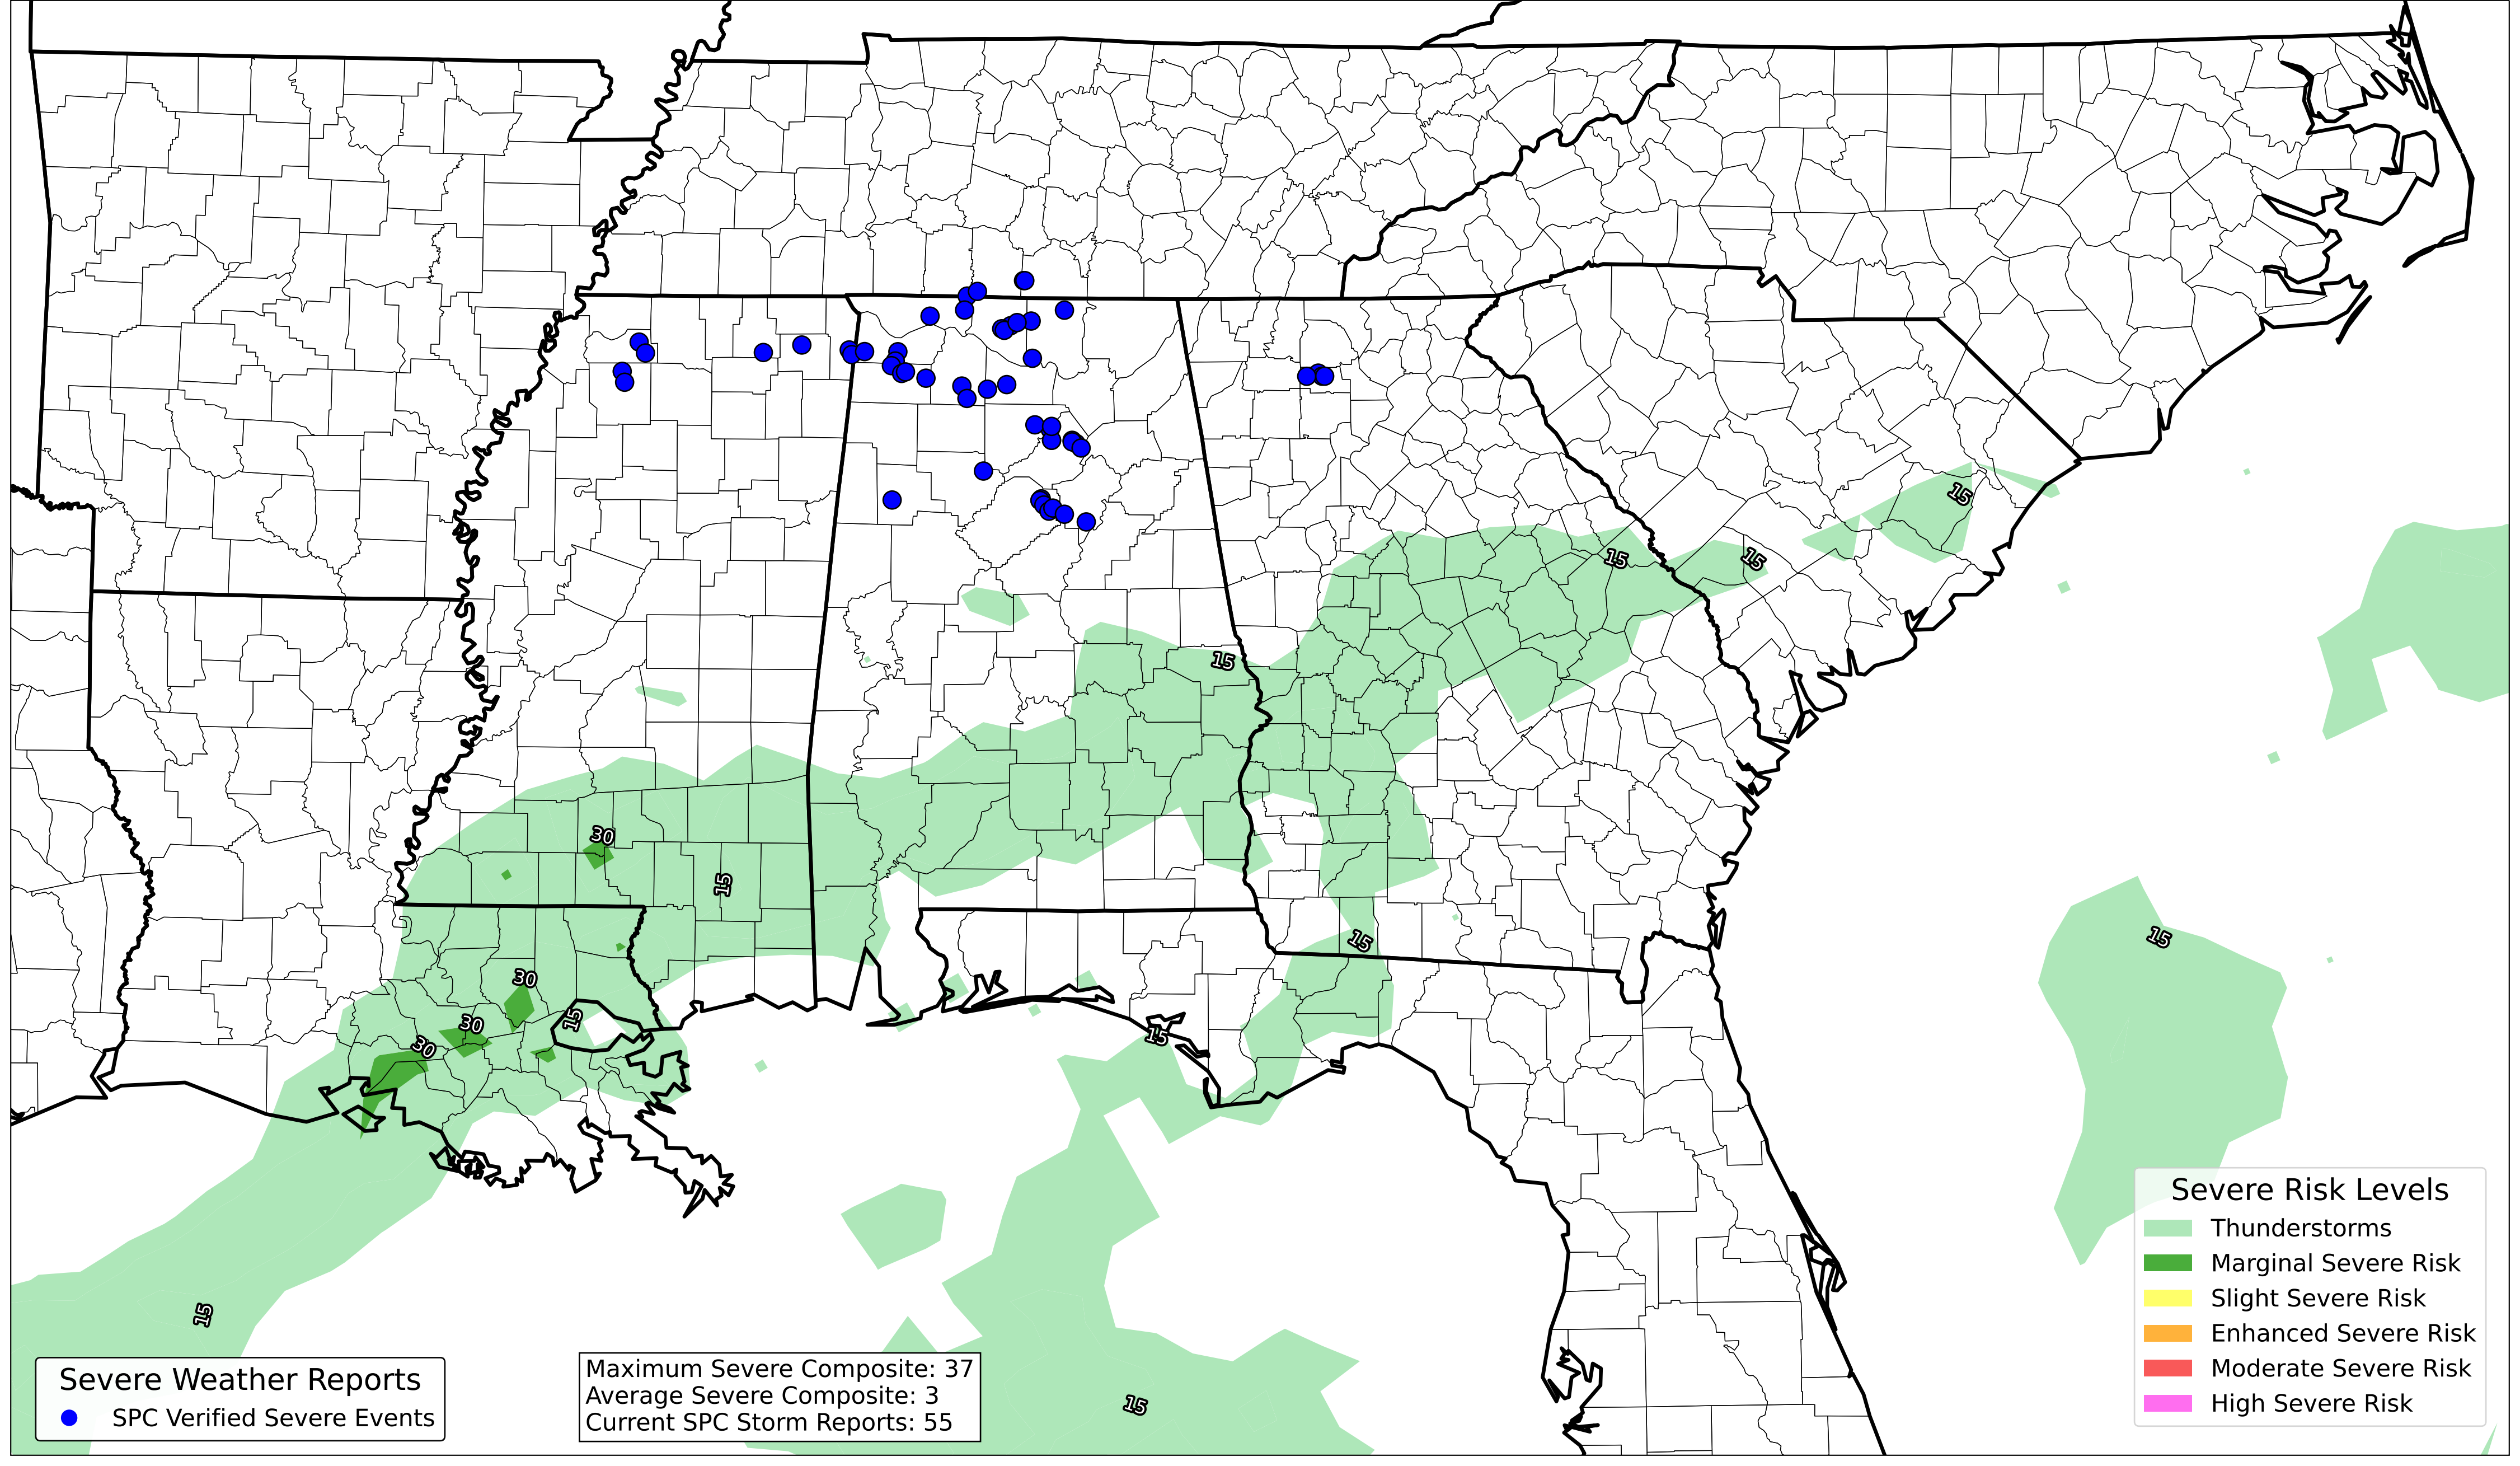 15
15
15
15
30
15
15
15
30
30
15
15
30
15
15
Severe Risk Levels
Thunderstorms
Marginal Severe Risk
Slight Severe Risk
Enhanced Severe Risk
Moderate Severe Risk
High Severe Risk
Severe Weather Reports
SPC Verified Severe Events
Maximum Severe Composite: 37
Average Severe Composite: 3
Current SPC Storm Reports: 55